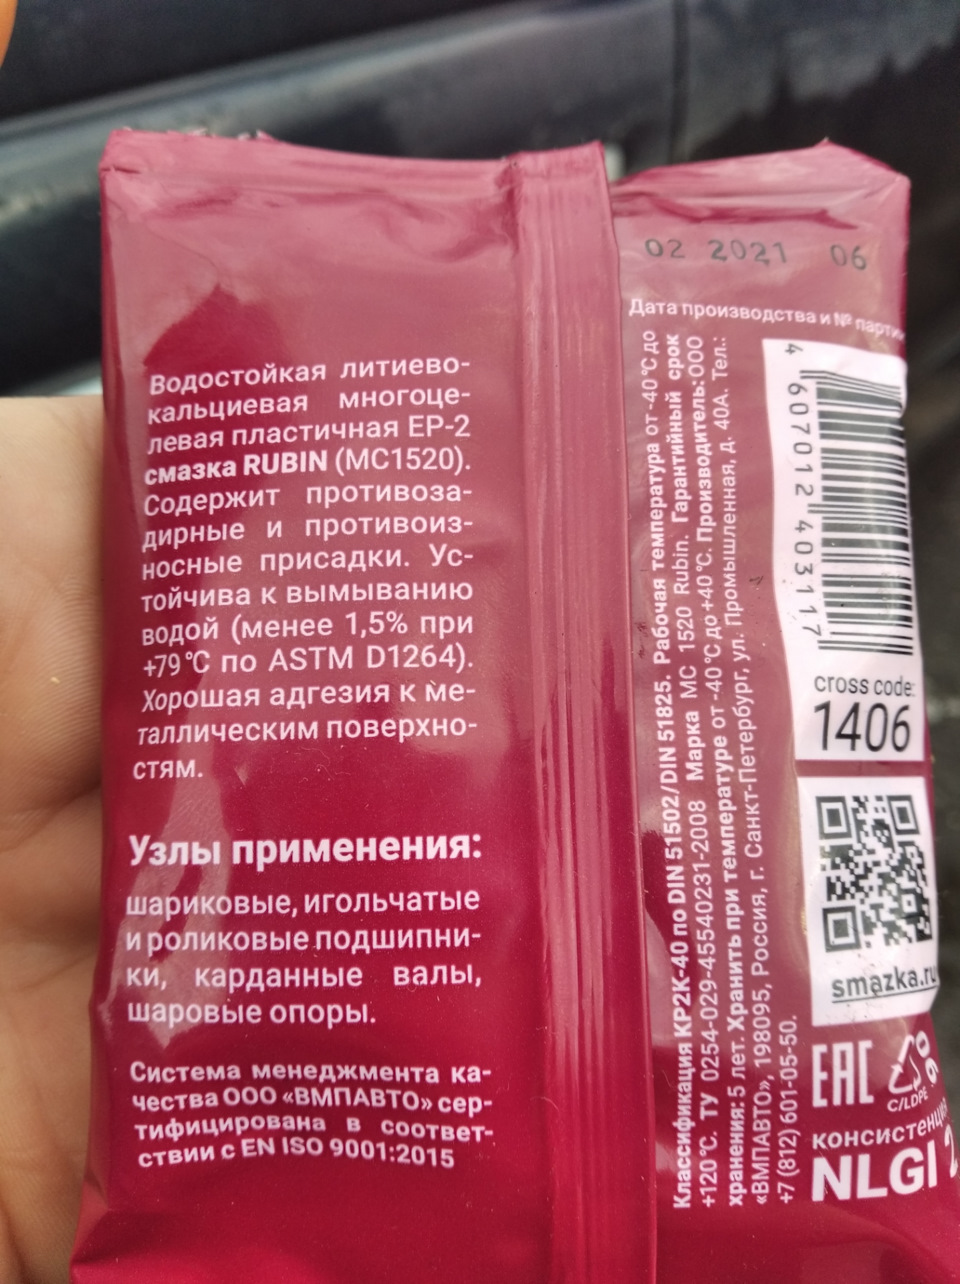 Водостойкая литиево-
кальциевая многоце-
левая пластичная EP-2
смазка RUBIN (МС1520).
Содержит противоза-
дирные и противоиз-
носные присадки. Ус-
тойчива к вымыванию
водой (менее 1,5% при
+79°С по ASTM D1264).
Хорошая адгезия к ме-
таллическим поверхно-
стям.
Узлы применения:
шариковые, игольчатые
и роликовые подшипни-
ки, карданные валы,
шаровые опоры.
Система менеджмента ка-
чества ООО «ВМПАВТО» сер-
тифицирована в соответ-
ствии с EN ISO 9001:2015
02 2021 06
Дата производства и № партии
Классификация KP2K-40 по DIN 51502/DIN 51825. Рабочая температура от -40°С до
+120°С. ТУ 0254-029-45540231-2008 Марка МС 1520 Rubin. Гарантийный срок
хранения: 5 лет. Хранить при температуре от -40°С до +40°С. Производитель: ООО
«ВМПАВТО», 198095, Россия, г. Санкт-Петербург, ул. Промышленная, д. 40А. Тел.:
+7 (812) 601-05-50.
4 607012 403117
cross code:
1406
smazka.ru
EAC
90
C/LDPE
NLGI 2